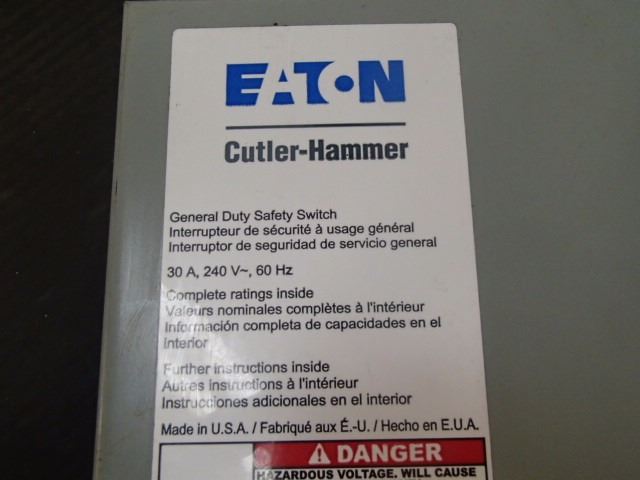 EATON
Cutler-Hammer
General Duty Safety Switch
Interrupteur de sécurité à usage général
Interruptor de seguridad de servicio general
30 A, 240 V~, 60 Hz
Complete ratings inside
Valeurs nominales complètes à l'intérieur
Información completa de capacidades en el
interior
Further instructions inside
Autres instructions à l'intérieur
Instrucciones adicionales en el interior
Made in U.S.A. / Fabriqué aux É.-U. / Hecho en E.U.A.
DANGER
HAZARDOUS VOLTAGE. WILL CAUSE